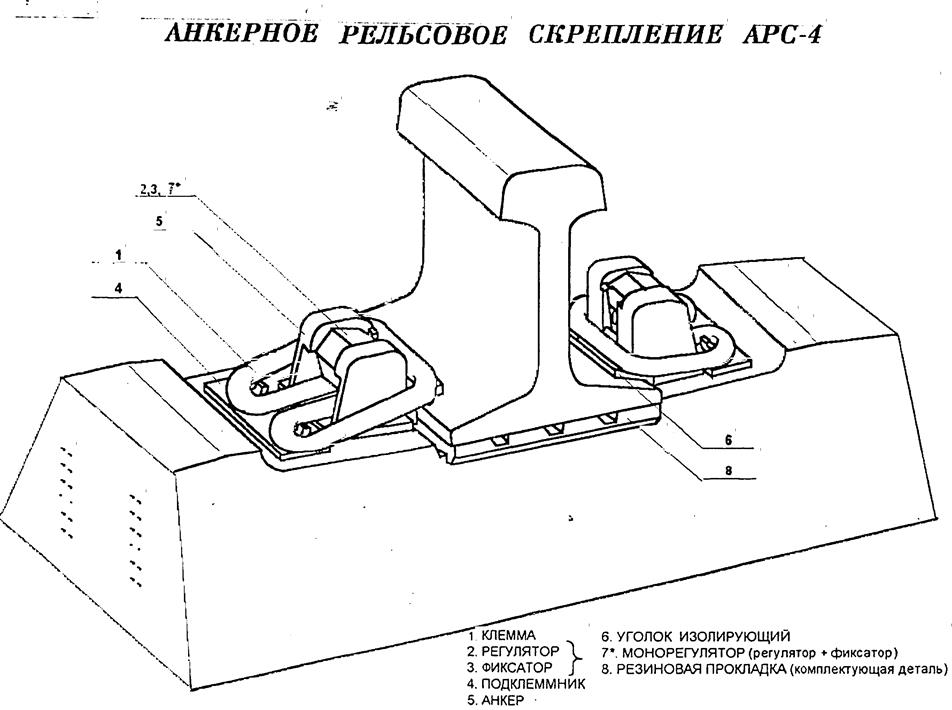 АНКЕРНОЕ РЕЛЬСОВОЕ СКРЕПЛЕНИЕ АРС-4
2,3, 7*
5
1
4
6
8
1. КЛЕММА
2. РЕГУЛЯТОР
3. ФИКСАТОР
4. ПОДКЛЕММНИК
5. АНКЕР
6. УГОЛОК ИЗОЛИРУЮЩИЙ
7*. МОНОРЕГУЛЯТОР (регулятор + фиксатор)
8. РЕЗИНОВАЯ ПРОКЛАДКА (комплектующая деталь)